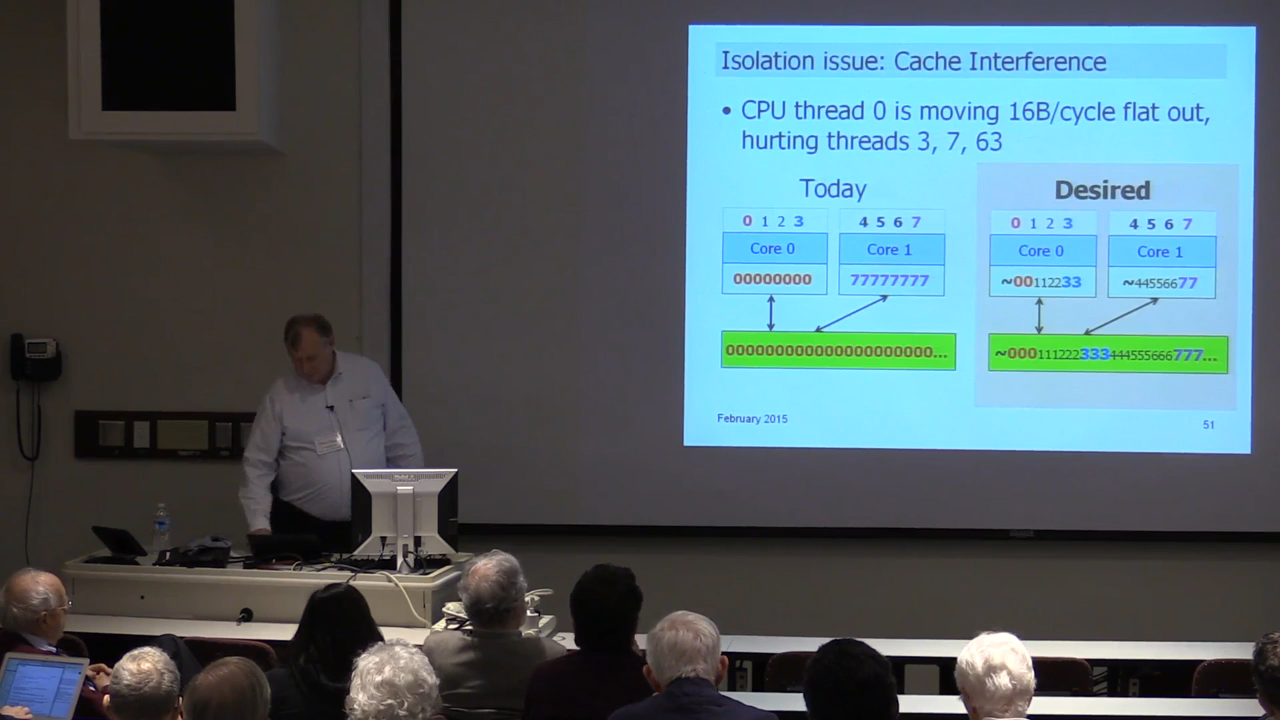 Isolation issue: Cache Interference
• CPU thread 0 is moving 16B/cycle flat out,
hurting threads 3, 7, 63
Today
0 1 2 3
4 5 6 7
Core 0
Core 1
00000000
77777777
0000000000000000000000...
Desired
0 1 2 3
4 5 6 7
Core 0
Core 1
~00112233
~44556677
~000111222333444555666777...
February 2015
51